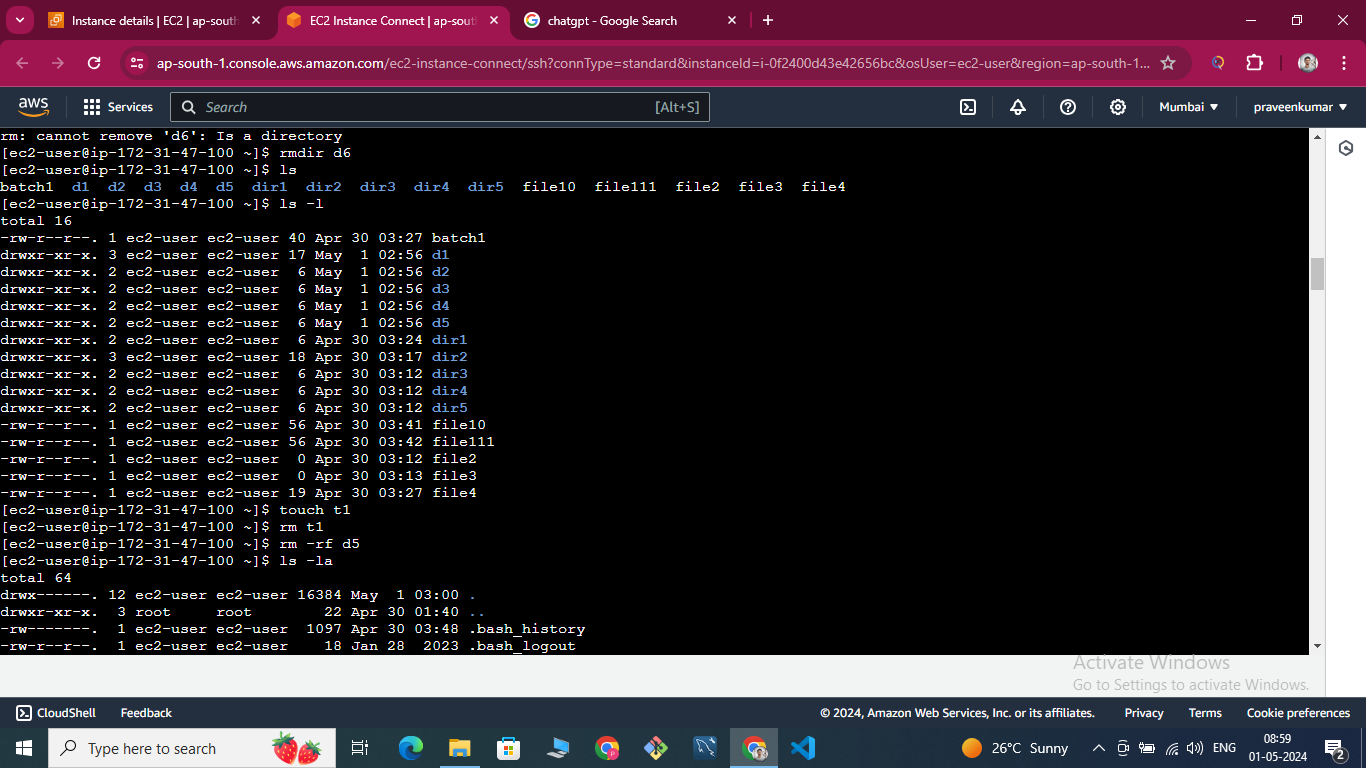 Instance details | EC2 | ap-south
EC2 Instance Connect | ap-sout
chatgpt - Google Search
ap-south-1.console.aws.amazon.com/ec2-instance-connect/ssh?connType=standard&instanceId=i-0f2400d43e42656bc&osUser=ec2-user&region=ap-south-1...
aws
Services
Search
[Alt+S]
Mumbai
praveenkumar
rm: cannot remove 'd6': Is a directory
[ec2-user@ip-172-31-47-100 ~]$ rmdir d6
[ec2-user@ip-172-31-47-100 ~]$ ls
batch1  d1  d2  d3  d4  d5  dir1  dir2  dir3  dir4  dir5  file10  file111  file2  file3  file4
[ec2-user@ip-172-31-47-100 ~]$ ls -l
total 16
-rw-r--r--. 1 ec2-user ec2-user 40 Apr 30 03:27 batch1
drwxr-xr-x. 3 ec2-user ec2-user 17 May  1 02:56 d1
drwxr-xr-x. 2 ec2-user ec2-user  6 May  1 02:56 d2
drwxr-xr-x. 2 ec2-user ec2-user  6 May  1 02:56 d3
drwxr-xr-x. 2 ec2-user ec2-user  6 May  1 02:56 d4
drwxr-xr-x. 2 ec2-user ec2-user  6 May  1 02:56 d5
drwxr-xr-x. 2 ec2-user ec2-user  6 Apr 30 03:24 dir1
drwxr-xr-x. 3 ec2-user ec2-user 18 Apr 30 03:17 dir2
drwxr-xr-x. 2 ec2-user ec2-user  6 Apr 30 03:12 dir3
drwxr-xr-x. 2 ec2-user ec2-user  6 Apr 30 03:12 dir4
drwxr-xr-x. 2 ec2-user ec2-user  6 Apr 30 03:12 dir5
-rw-r--r--. 1 ec2-user ec2-user 56 Apr 30 03:41 file10
-rw-r--r--. 1 ec2-user ec2-user 56 Apr 30 03:42 file111
-rw-r--r--. 1 ec2-user ec2-user  0 Apr 30 03:12 file2
-rw-r--r--. 1 ec2-user ec2-user  0 Apr 30 03:13 file3
-rw-r--r--. 1 ec2-user ec2-user 19 Apr 30 03:27 file4
[ec2-user@ip-172-31-47-100 ~]$ touch t1
[ec2-user@ip-172-31-47-100 ~]$ rm t1
[ec2-user@ip-172-31-47-100 ~]$ rm -rf d5
[ec2-user@ip-172-31-47-100 ~]$ ls -la
total 64
drwx------. 12 ec2-user ec2-user 16384 May  1 03:00 .
drwxr-xr-x.  3 root     root        22 Apr 30 01:40 ..
-rw-------.  1 ec2-user ec2-user  1097 Apr 30 03:48 .bash_history
-rw-r--r--.  1 ec2-user ec2-user    18 Jan 28  2023 .bash_logout
Activate Windows
Go to Settings to activate Windows.
CloudShell
Feedback
© 2024, Amazon Web Services, Inc. or its affiliates.
Privacy
Terms
Cookie preferences
Type here to search
26°C Sunny
ENG
08:59
01-05-2024
2